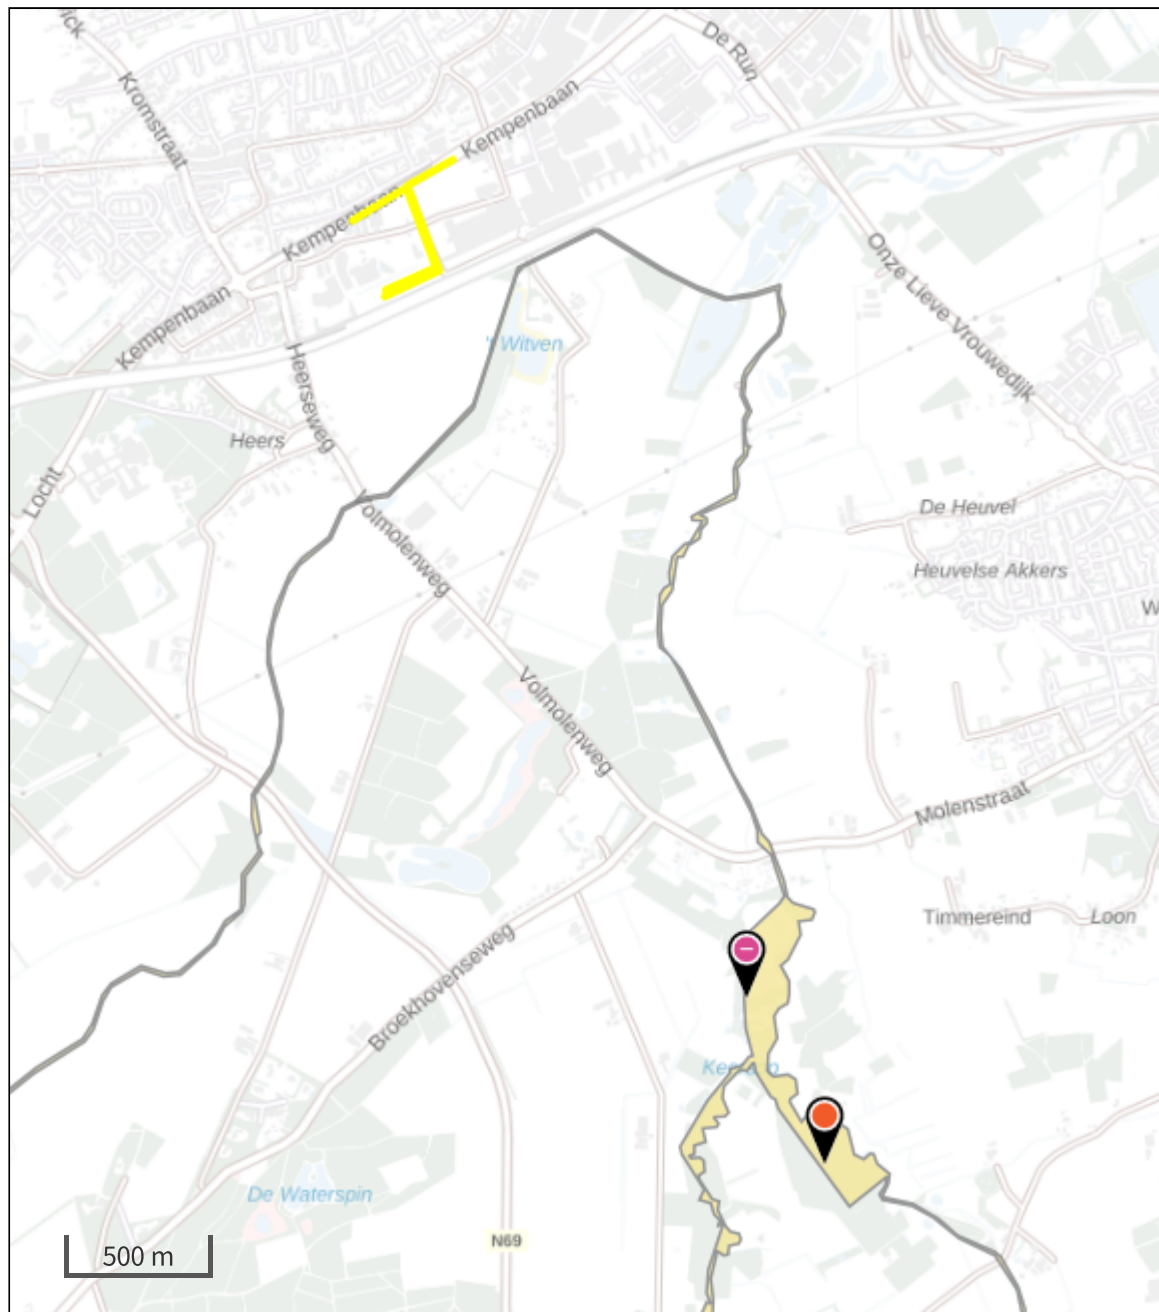 De Run
Kromstraat
Kempenbaan
Kempenbaan
Kempenbaan
Onze Lieve Vrouwedijk
't Witven
Heerseweg
Heers
Locht
Volmolenweg
De Heuvel
Heuvelse Akkers
W
Volmolenweg
Molenstraat
Timmereind
Loon
Broekhovenseweg
De Waterspin
N69
500 m